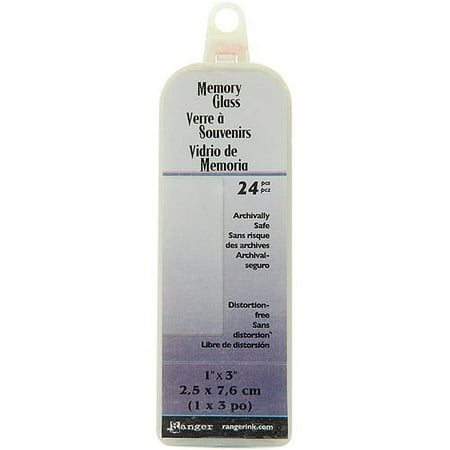 Memory
Glass
Verre à
Souvenirs
Vidrio de
Memoria
24 pcs
pcz
Archivally
Safe
Sans risque
des archives
Archival-
seguro
Distortion-
free
Sans
distorsion
Libre de distorsión
1" x 3"
2,5 x 7,6 cm
(1 x 3 po)
Ranger rangerink.com